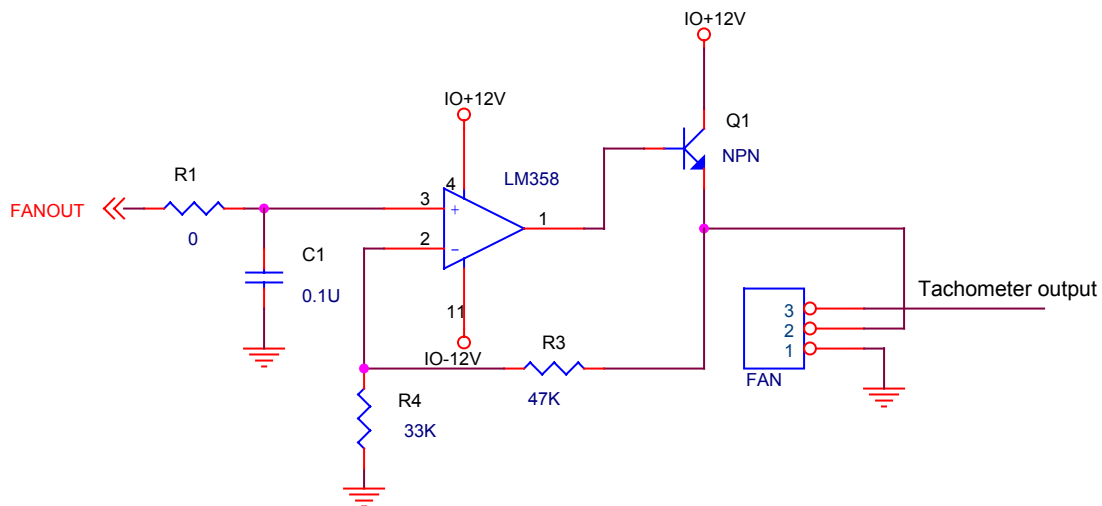 IO+12V
Q1
NPN
IO+12V
4
LM358
R1
FANOUT
0
3
+
1
2
−
C1
0.1U
11
IO-12V
R3
47K
R4
33K
Tachometer output
3
2
1
FAN